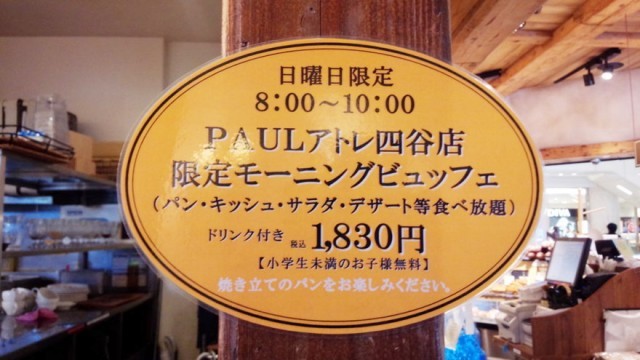 日曜日限定
8:00～10:00
PAULアトレ四谷店
限定モーニングビュッフェ
(パン・キッシュ・サラダ・デザート等食べ放題)
ドリンク付き 税込 1,830円
【小学生未満のお子様無料】
焼き立てのパンをお楽しみください。